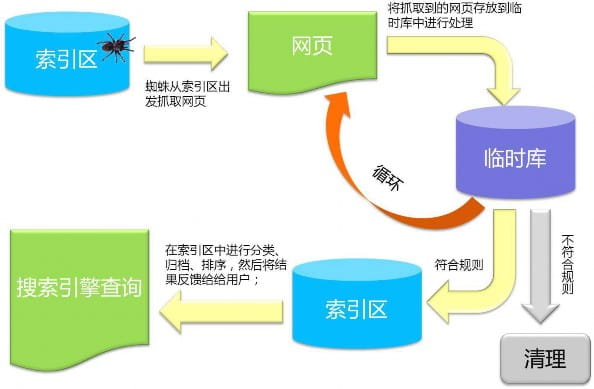 将抓取到的网页存放到临
时库中进行处理
索引区
网页
蜘蛛从索引区出
发抓取网页
临时库
循环
不符合规则
符合规则
在索引区中进行分类、
归档、排序，然后将结
果反馈给给用户；
搜索引擎查询
索引区
清理